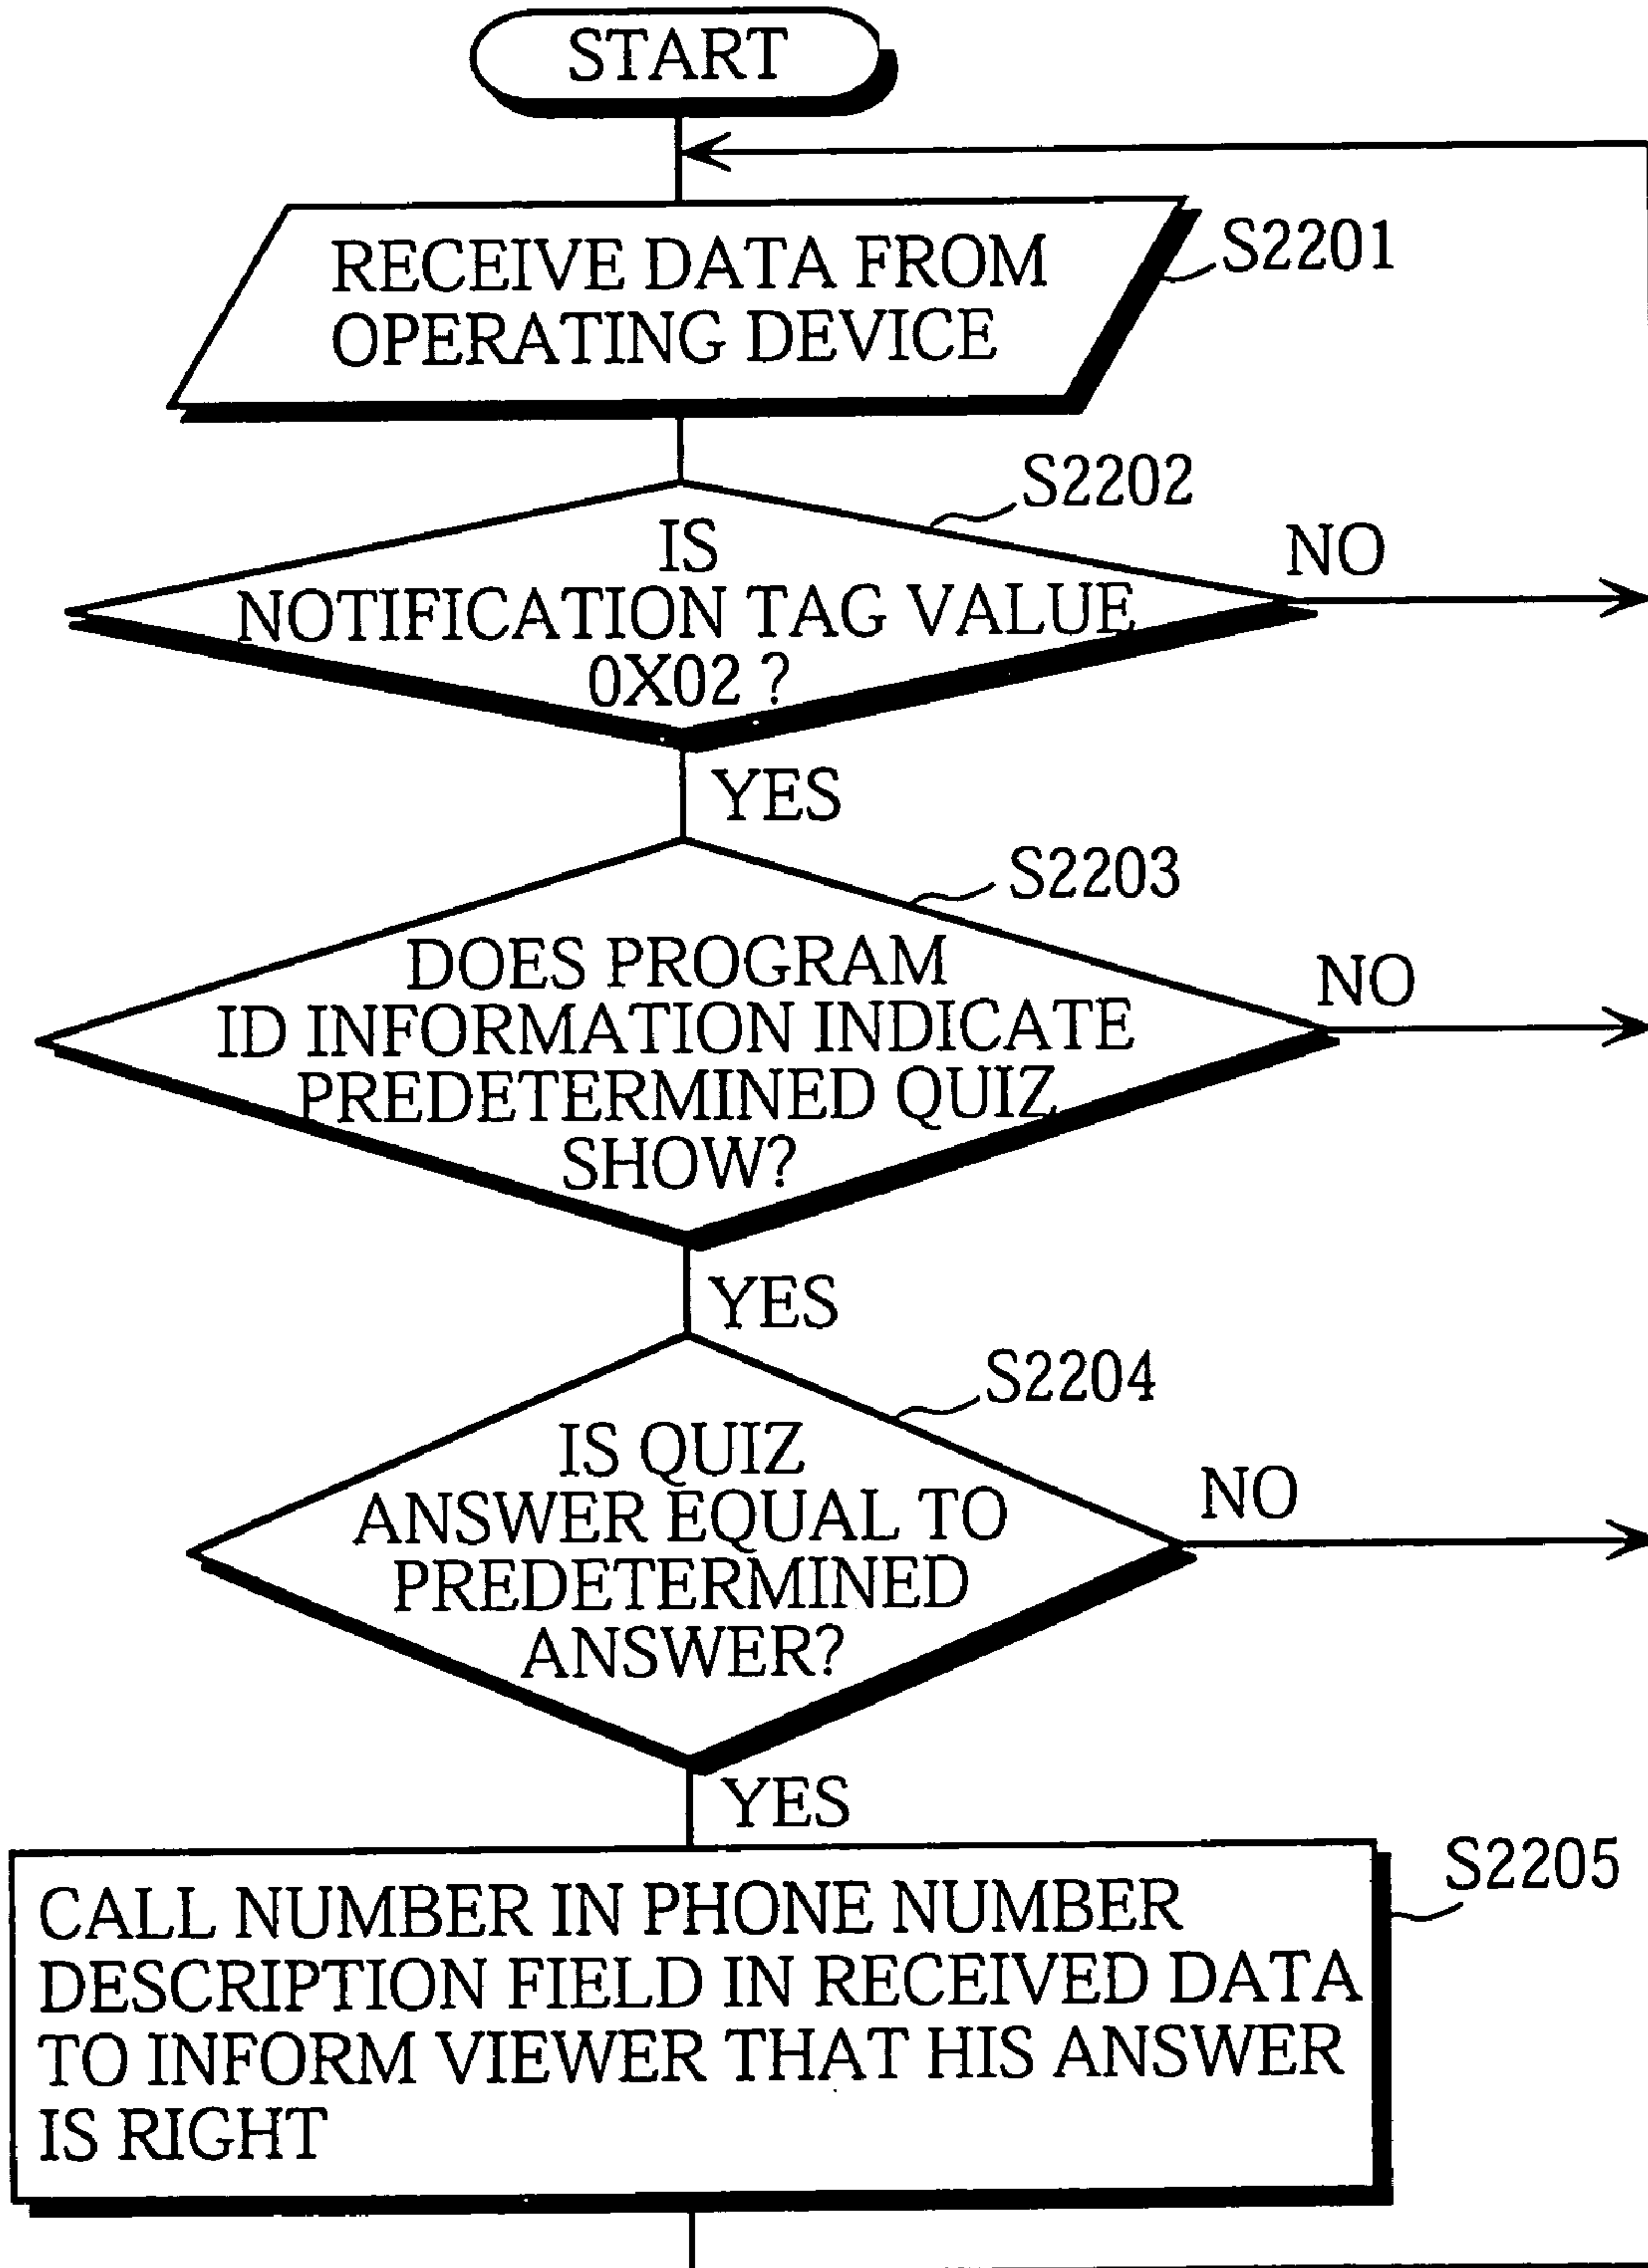 START
RECEIVE DATA FROM
OPERATING DEVICE
S2201
S2202
IS
NOTIFICATION TAG VALUE
0X02 ?
NO
YES
S2203
DOES PROGRAM
ID INFORMATION INDICATE
PREDETERMINED QUIZ
SHOW?
NO
YES
S2204
IS QUIZ
ANSWER EQUAL TO
PREDETERMINED
ANSWER?
NO
YES
S2205
CALL NUMBER IN PHONE NUMBER
DESCRIPTION FIELD IN RECEIVED DATA
TO INFORM VIEWER THAT HIS ANSWER
IS RIGHT